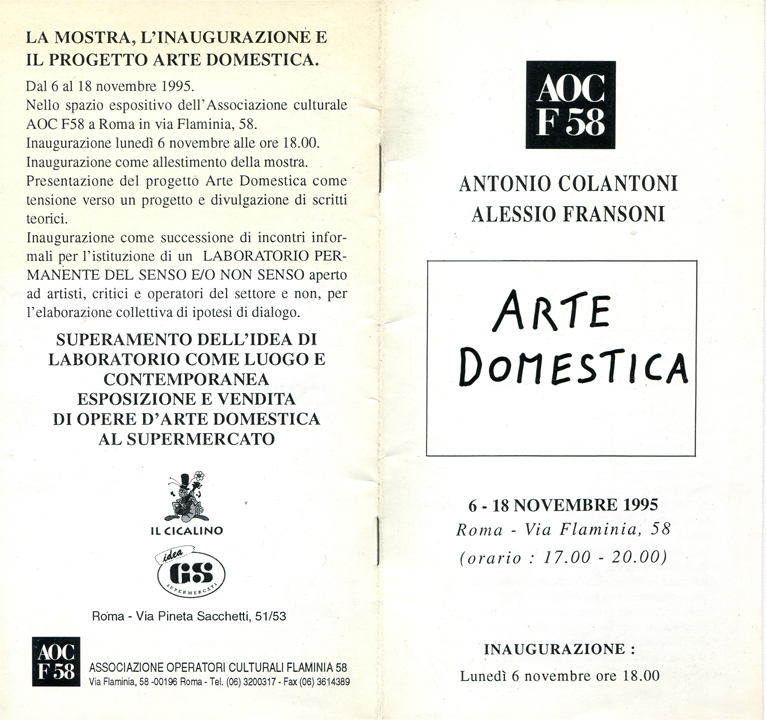 LA MOSTRA, L'INAUGURAZIONE E
IL PROGETTO ARTE DOMESTICA.
Dal 6 al 18 novembre 1995.
Nello spazio espositivo dell'Associazione culturale
AOC F58 a Roma in via Flaminia, 58.
Inaugurazione lunedì 6 novembre alle ore 18.00.
Inaugurazione come allestimento della mostra.
Presentazione del progetto Arte Domestica come
tensione verso un progetto e divulgazione di scritti
teorici.
Inaugurazione come successione di incontri infor-
mali per l'istituzione di un LABORATORIO PER-
MANENTE DEL SENSO E/O NON SENSO aperto
ad artisti, critici e operatori del settore e non, per
l'elaborazione collettiva di ipotesi di dialogo.
SUPERAMENTO DELL'IDEA DI
LABORATORIO COME LUOGO E
CONTEMPORANEA
ESPOSIZIONE E VENDITA
DI OPERE D'ARTE DOMESTICA
AL SUPERMERCATO
IL CICALINO
idea
GS
SUPERMERCATI
Roma - Via Pineta Sacchetti, 51/53
AOC
F 58
ASSOCIAZIONE OPERATORI CULTURALI FLAMINIA 58
Via Flaminia, 58 -00196 Roma - Tel. (06) 3200317 - Fax (06) 3614389
AOC
F 58
ANTONIO COLANTONI
ALESSIO FRANSONI
ARTE
DOMESTICA
6 - 18 NOVEMBRE 1995
Roma - Via Flaminia, 58
(orario : 17.00 - 20.00)
INAUGURAZIONE :
Lunedì 6 novembre ore 18.00